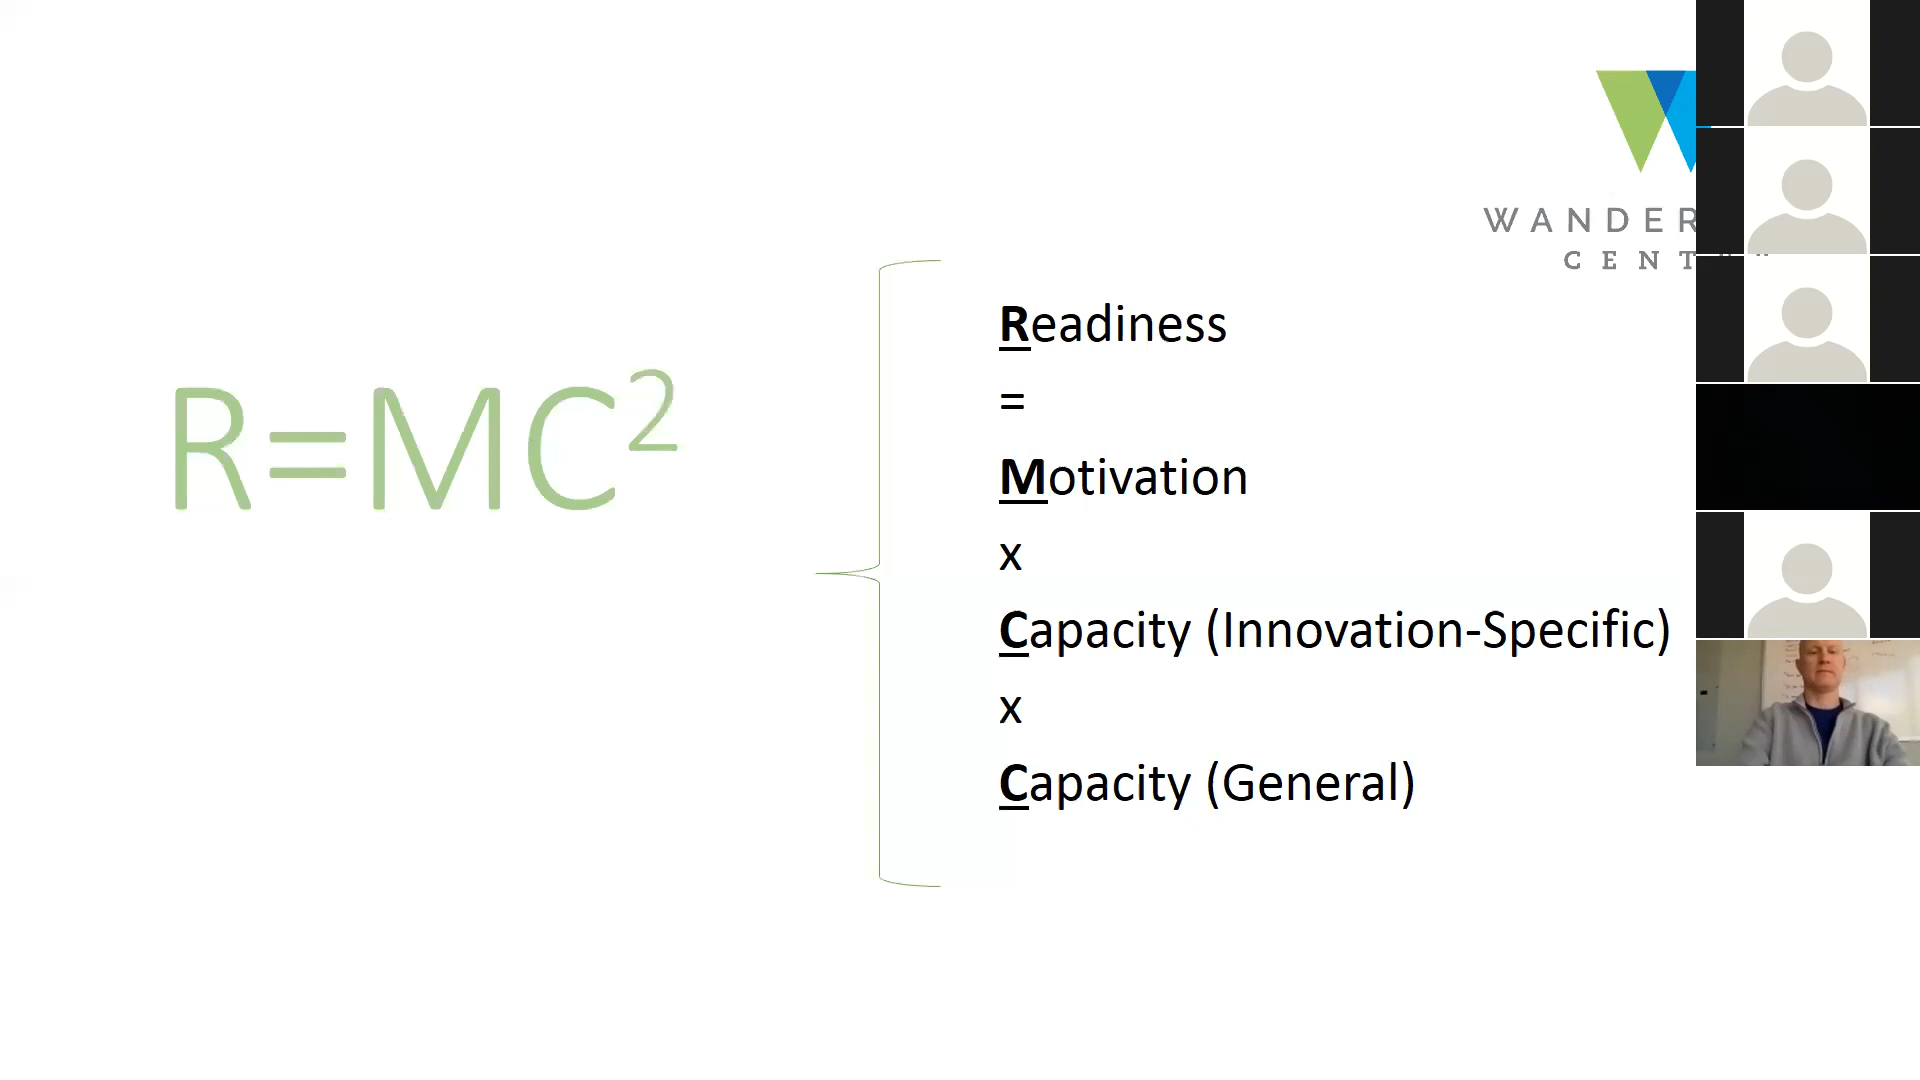 WANDER
CENT
R=MC²
Readiness
=
Motivation
x
Capacity (Innovation-Specific)
x
Capacity (General)